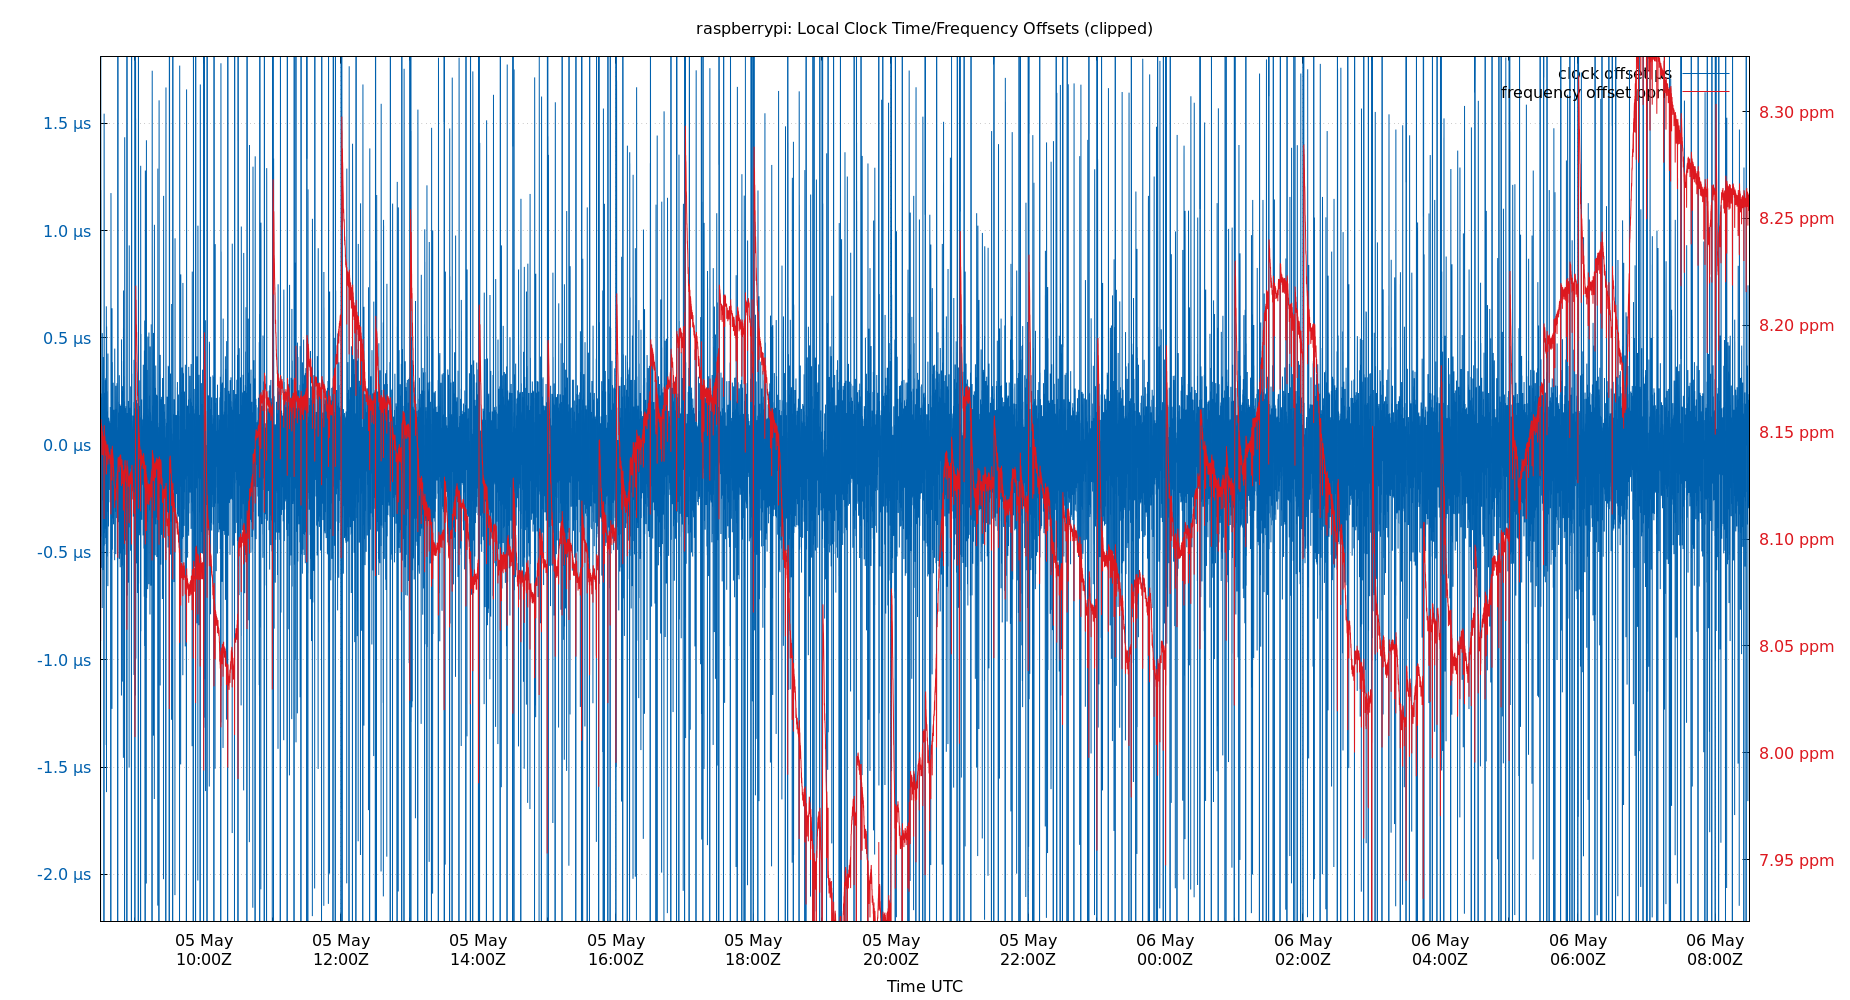 raspberrypi: Local Clock Time/Frequency Offsets (clipped)
clock offset µs
frequency offset ppm
1.5 µs
1.0 µs
0.5 µs
0.0 µs
-0.5 µs
-1.0 µs
-1.5 µs
-2.0 µs
8.30 ppm
8.25 ppm
8.20 ppm
8.15 ppm
8.10 ppm
8.05 ppm
8.00 ppm
7.95 ppm
05 May 05 May 05 May 05 May 05 May 05 May 05 May 06 May 06 May 06 May 06 May 06 May
10:00Z 12:00Z 14:00Z 16:00Z 18:00Z 20:00Z 22:00Z 00:00Z 02:00Z 04:00Z 06:00Z 08:00Z
Time UTC